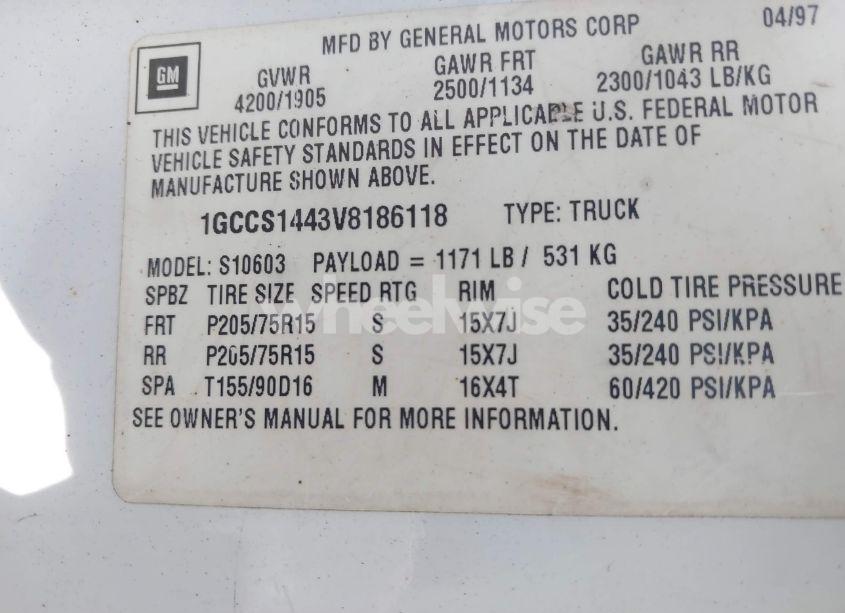 MFD BY GENERAL MOTORS CORP 04/97
GM
GVWR GAWR FRT GAWR RR
4200/1905 2500/1134 2300/1043 LB/KG
THIS VEHICLE CONFORMS TO ALL APPLICABLE U.S. FEDERAL MOTOR
VEHICLE SAFETY STANDARDS IN EFFECT ON THE DATE OF
MANUFACTURE SHOWN ABOVE.
1GCCS1443V8186118 TYPE: TRUCK
MODEL: S10603 PAYLOAD = 1171 LB / 531 KG
SPBZ TIRE SIZE SPEED RTG RIM COLD TIRE PRESSURE
FRT P205/75R15 S 15X7J 35/240 PSI/KPA
wheelwise
RR P205/75R15 S 15X7J 35/240 PSI/KPA
SPA T155/90D16 M 16X4T 60/420 PSI/KPA
SEE OWNER'S MANUAL FOR MORE INFORMATION.